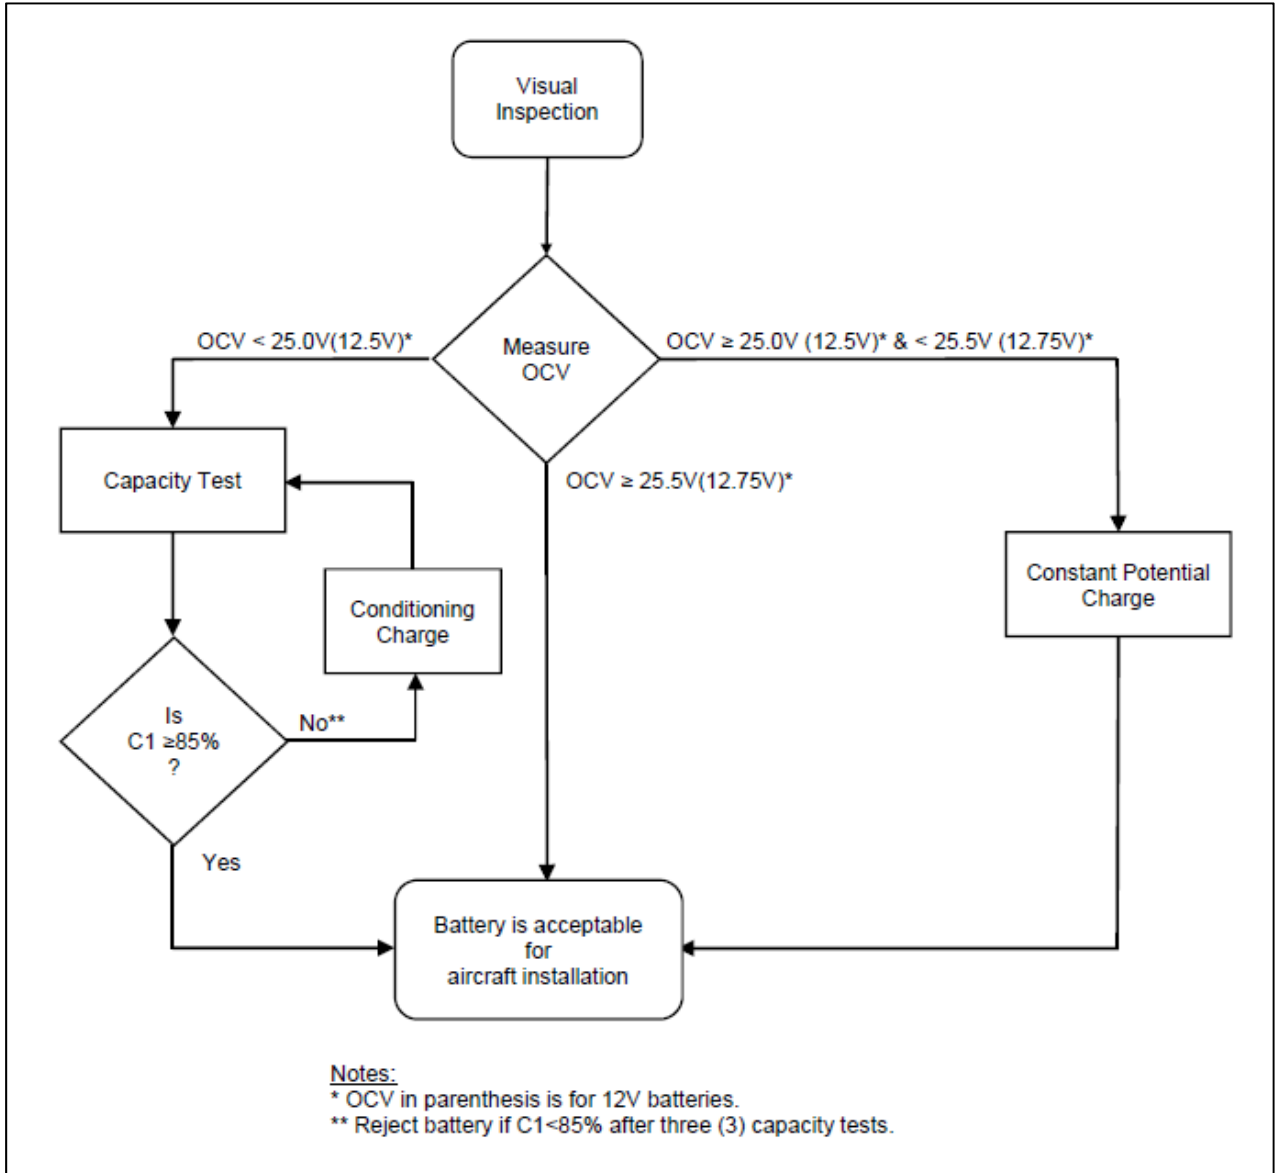 Visual
Inspection
OCV < 25.0V(12.5V)*
Measure
OCV
OCV ≥ 25.0V (12.5V)* & < 25.5V (12.75V)*
Capacity Test
OCV ≥ 25.5V(12.75V)*
Conditioning
Charge
Constant Potential
Charge
Is
C1 ≥85%
?
No**
Yes
Battery is acceptable
for
aircraft installation
Notes:
* OCV in parenthesis is for 12V batteries.
** Reject battery if C1<85% after three (3) capacity tests.